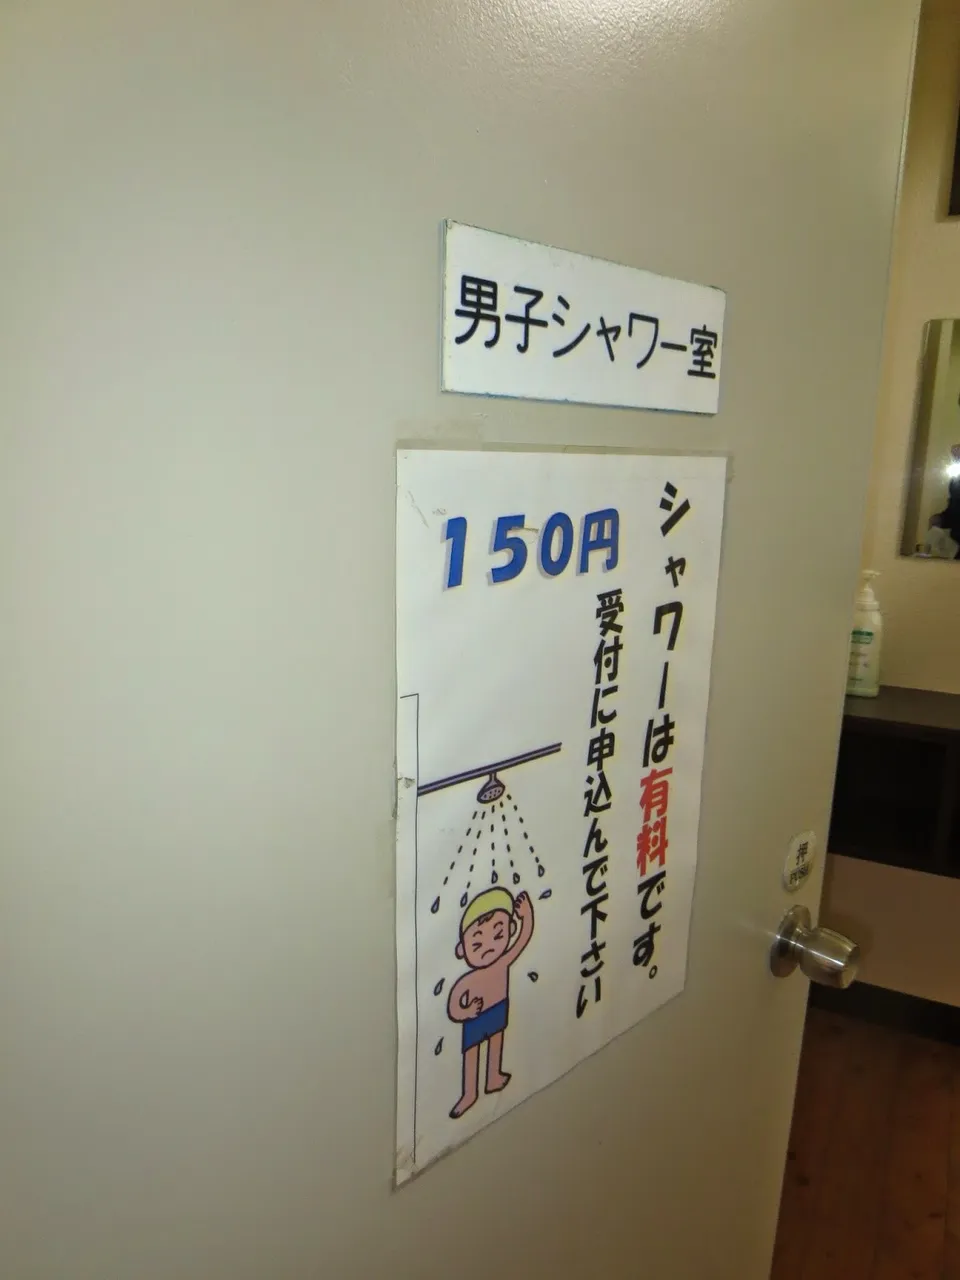 男子シャワー室
シャワーは有料です。
150円
受付に申込んで下さい
押
PUSH